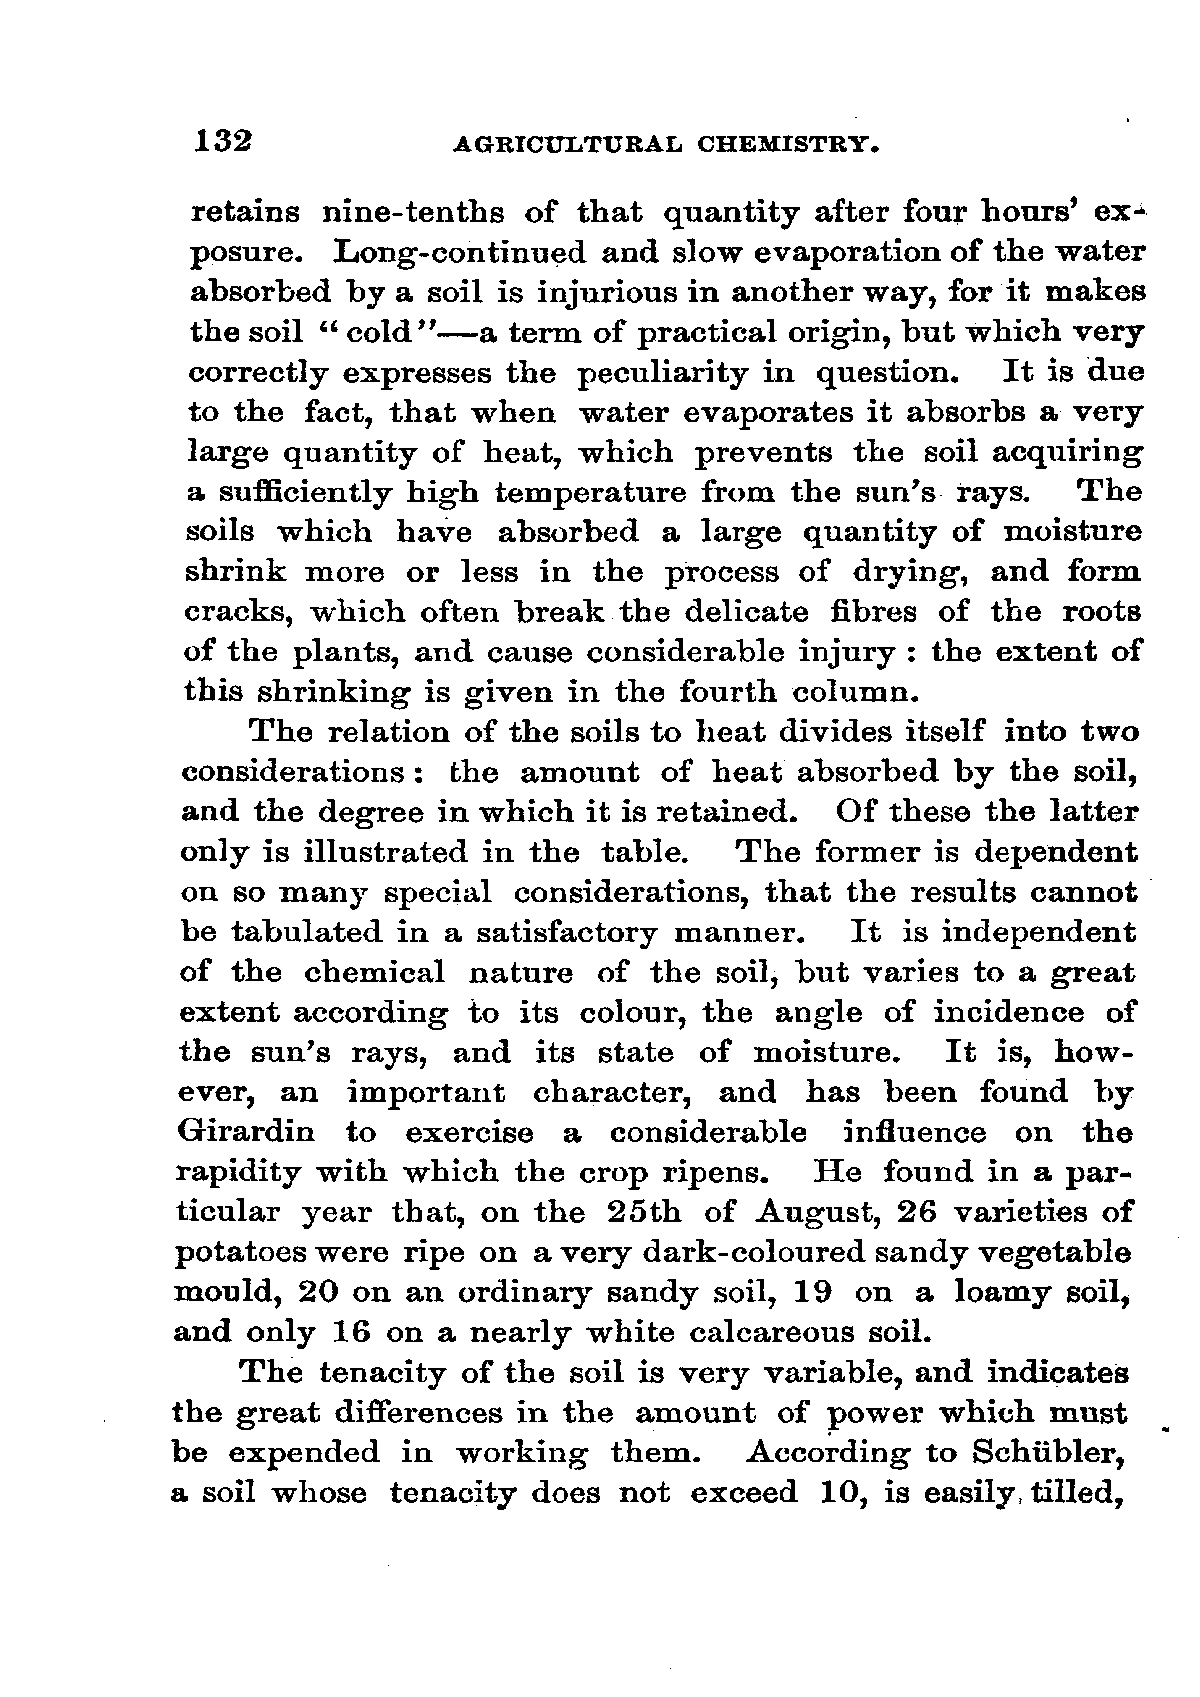 132 AGRICULTURAL CHEMISTRY.
retains nine-tenths of that quantity after four hours' ex-
posure. Long-continued and slow evaporation of the water
absorbed by a soil is injurious in another way, for it makes
the soil "cold"—a term of practical origin, but which very
correctly expresses the peculiarity in question. It is due
to the fact, that when water evaporates it absorbs a very
large quantity of heat, which prevents the soil acquiring
a sufficiently high temperature from the sun's rays. The
soils which have absorbed a large quantity of moisture
shrink more or less in the process of drying, and form
cracks, which often break the delicate fibres of the roots
of the plants, and cause considerable injury : the extent of
this shrinking is given in the fourth column.
The relation of the soils to heat divides itself into two
considerations : the amount of heat absorbed by the soil,
and the degree in which it is retained. Of these the latter
only is illustrated in the table. The former is dependent
on so many special considerations, that the results cannot
be tabulated in a satisfactory manner. It is independent
of the chemical nature of the soil, but varies to a great
extent according to its colour, the angle of incidence of
the sun's rays, and its state of moisture. It is, how-
ever, an important character, and has been found by
Girardin to exercise a considerable influence on the
rapidity with which the crop ripens. He found in a par-
ticular year that, on the 25th of August, 26 varieties of
potatoes were ripe on a very dark-coloured sandy vegetable
mould, 20 on an ordinary sandy soil, 19 on a loamy soil,
and only 16 on a nearly white calcareous soil.
The tenacity of the soil is very variable, and indicates
the great differences in the amount of power which must
be expended in working them. According to Schübler,
a soil whose tenacity does not exceed 10, is easily tilled,